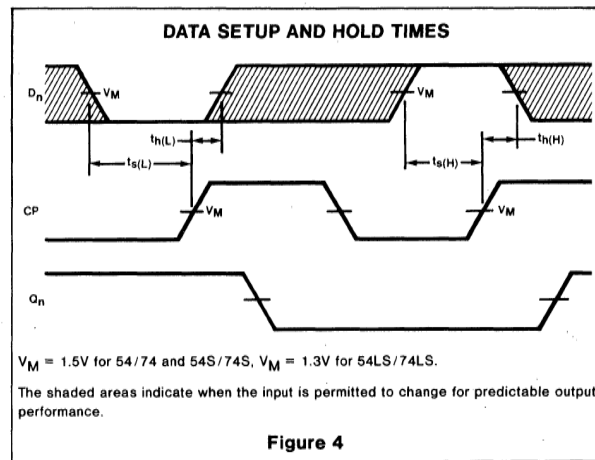 DATA SETUP AND HOLD TIMES
Dn
VM
VM
th(L)
th(H)
ts(L)
ts(H)
CP
VM
VM
Qn
VM = 1.5V for 54/74 and 54S/74S, VM = 1.3V for 54LS/74LS.
The shaded areas indicate when the input is permitted to change for predictable output
performance.
Figure 4